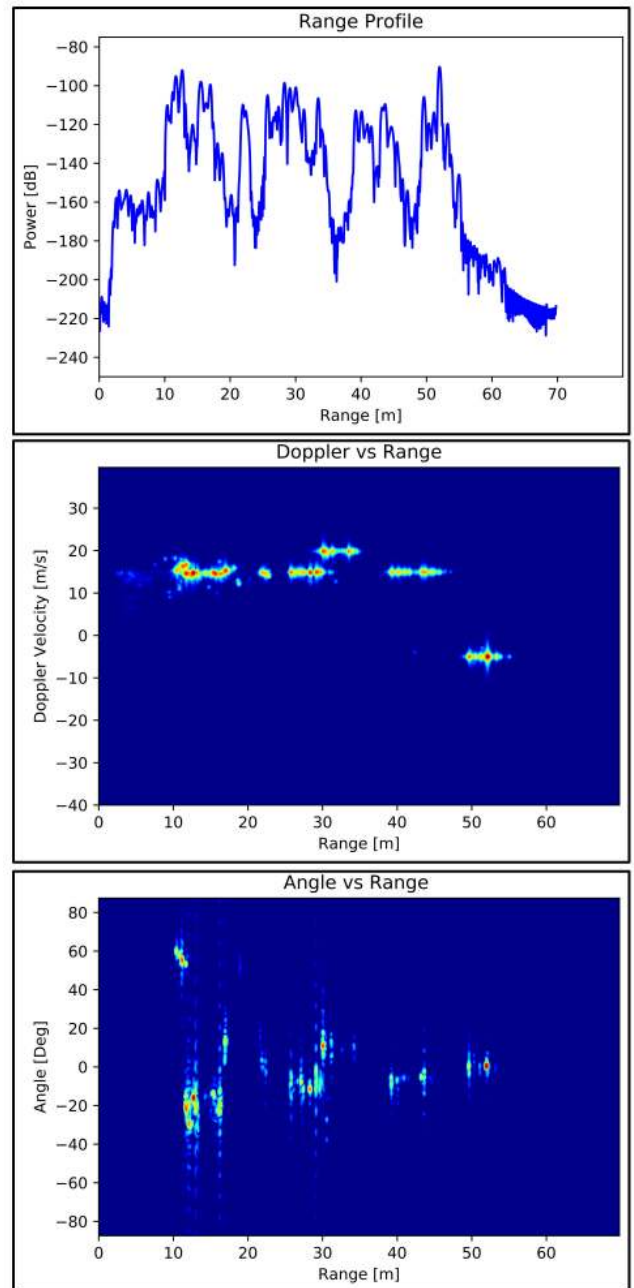 Range Profile
−80
−100
−120
−140
−160
−180
−200
−220
−240
Power [dB]
0 10 20 30 40 50 60 70
Range [m]
Doppler vs Range
30
20
10
0
−10
−20
−30
−40
Doppler Velocity [m/s]
0 10 20 30 40 50 60
Range [m]
Angle vs Range
80
60
40
20
0
−20
−40
−60
−80
Angle [Deg]
0 10 20 30 40 50 60
Range [m]